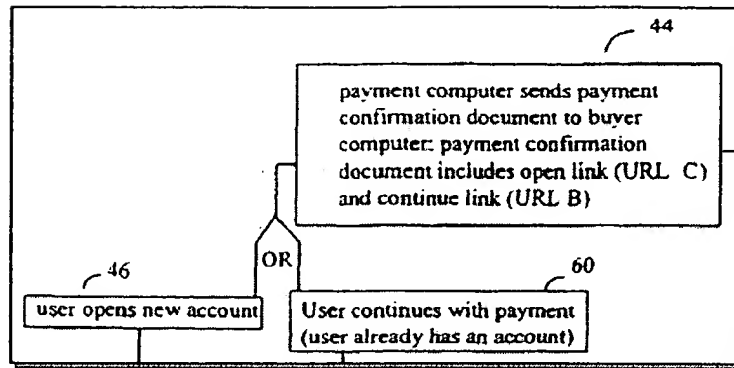 44
payment computer sends payment
confirmation document to buyer
computer: payment confirmation
document includes open link (URL C)
and continue link (URL B)
OR
46
user opens new account
60
User continues with payment
(user already has an account)